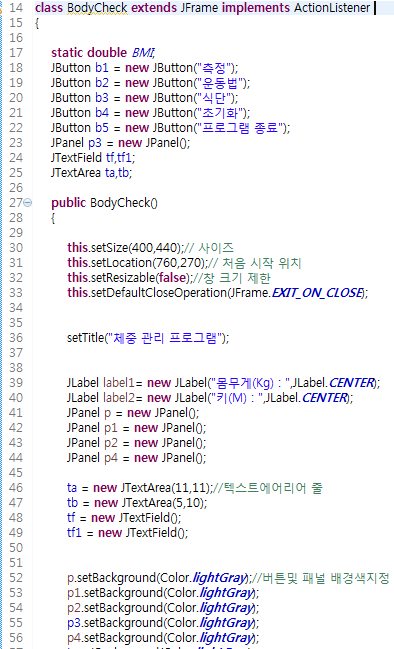 14 class BodyCheck extends JFrame implements ActionListener
15 {
16
17 static double BMI;
18 JButton b1 = new JButton("측정");
19 JButton b2 = new JButton("운동법");
20 JButton b3 = new JButton("식단");
21 JButton b4 = new JButton("초기화");
22 JButton b5 = new JButton("프로그램 종료");
23 JPanel p3 = new JPanel();
24 JTextField tf,tf1;
25 JTextArea ta,tb;
26
27 public BodyCheck()
28 {
29
30 this.setSize(400,440);// 사이즈
31 this.setLocation(760,270);// 처음 시작 위치
32 this.setResizable(false);//창 크기 제한
33 this.setDefaultCloseOperation(JFrame.EXIT_ON_CLOSE);
34
35
36 setTitle("체중 관리 프로그램");
37
38
39 JLabel label1= new JLabel("몸무게(Kg) : ",JLabel.CENTER);
40 JLabel label2= new JLabel("키(M) : ",JLabel.CENTER);
41 JPanel p = new JPanel();
42 JPanel p1 = new JPanel();
43 JPanel p2 = new JPanel();
44 JPanel p4 = new JPanel();
45
46 ta = new JTextArea(11,11);//텍스트에어리어 줄
47 tb = new JTextArea(5,10);
48 tf = new JTextField();
49 tf1 = new JTextField();
50
51
52 p.setBackground(Color.lightGray);//버튼및 패널 배경색지정
53 p1.setBackground(Color.lightGray);
54 p2.setBackground(Color.lightGray);
55 p3.setBackground(Color.lightGray);
56 p4.setBackground(Color.lightGray);